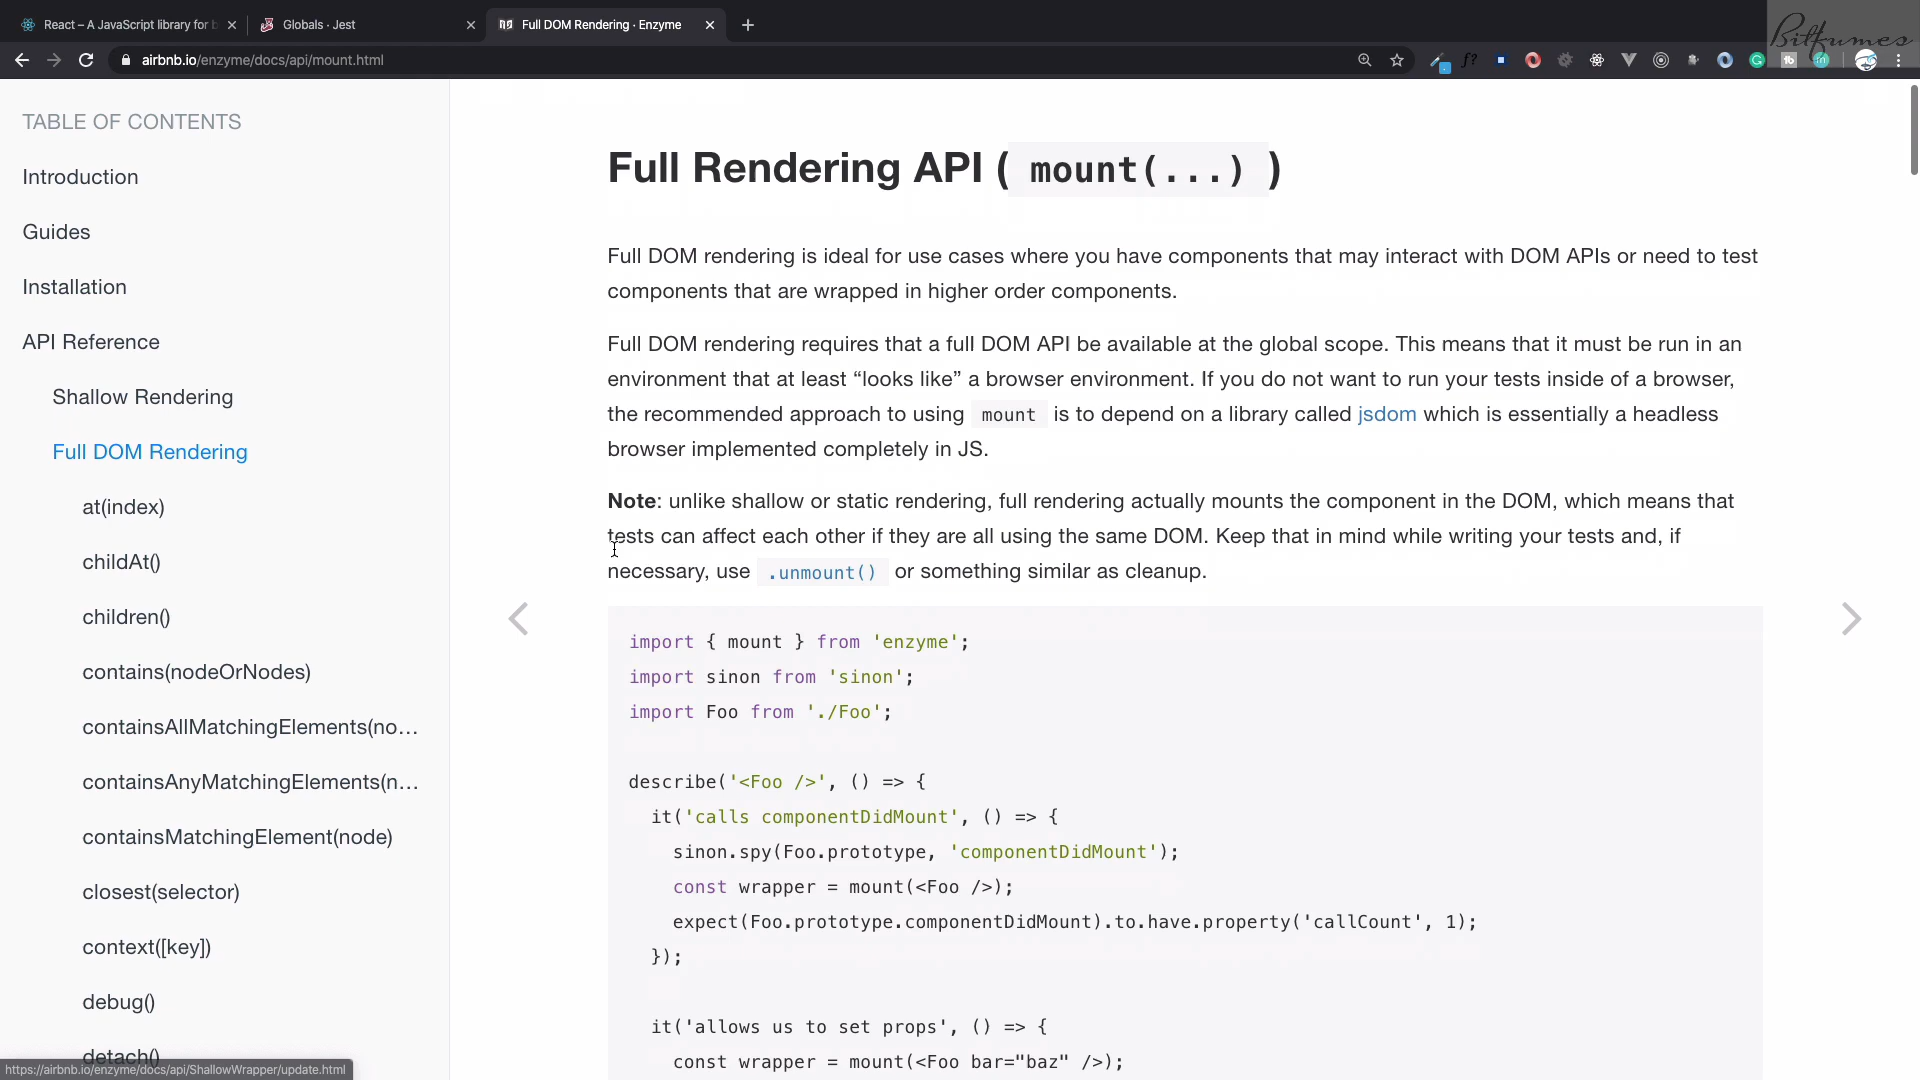 React – A JavaScript library for b
Globals · Jest
Full DOM Rendering · Enzyme
Bitfumes
airbnb.io/enzyme/docs/api/mount.html
TABLE OF CONTENTS
Introduction
Guides
Installation
API Reference
Shallow Rendering
Full DOM Rendering
at(index)
childAt()
children()
contains(nodeOrNodes)
containsAllMatchingElements(no...
containsAnyMatchingElements(n...
containsMatchingElement(node)
closest(selector)
context([key])
debug()
detach()
https://airbnb.io/enzyme/docs/api/ShallowWrapper/update.html
Full Rendering API ( mount(...) )
Full DOM rendering is ideal for use cases where you have components that may interact with DOM APIs or need to test
components that are wrapped in higher order components.
Full DOM rendering requires that a full DOM API be available at the global scope. This means that it must be run in an
environment that at least “looks like” a browser environment. If you do not want to run your tests inside of a browser,
the recommended approach to using mount is to depend on a library called jsdom which is essentially a headless
browser implemented completely in JS.
Note: unlike shallow or static rendering, full rendering actually mounts the component in the DOM, which means that
tests can affect each other if they are all using the same DOM. Keep that in mind while writing your tests and, if
necessary, use .unmount() or something similar as cleanup.
import { mount } from 'enzyme';
import sinon from 'sinon';
import Foo from './Foo';
describe('<Foo />', () => {
it('calls componentDidMount', () => {
sinon.spy(Foo.prototype, 'componentDidMount');
const wrapper = mount(<Foo />);
expect(Foo.prototype.componentDidMount).to.have.property('callCount', 1);
});
it('allows us to set props', () => {
const wrapper = mount(<Foo bar="baz" />);